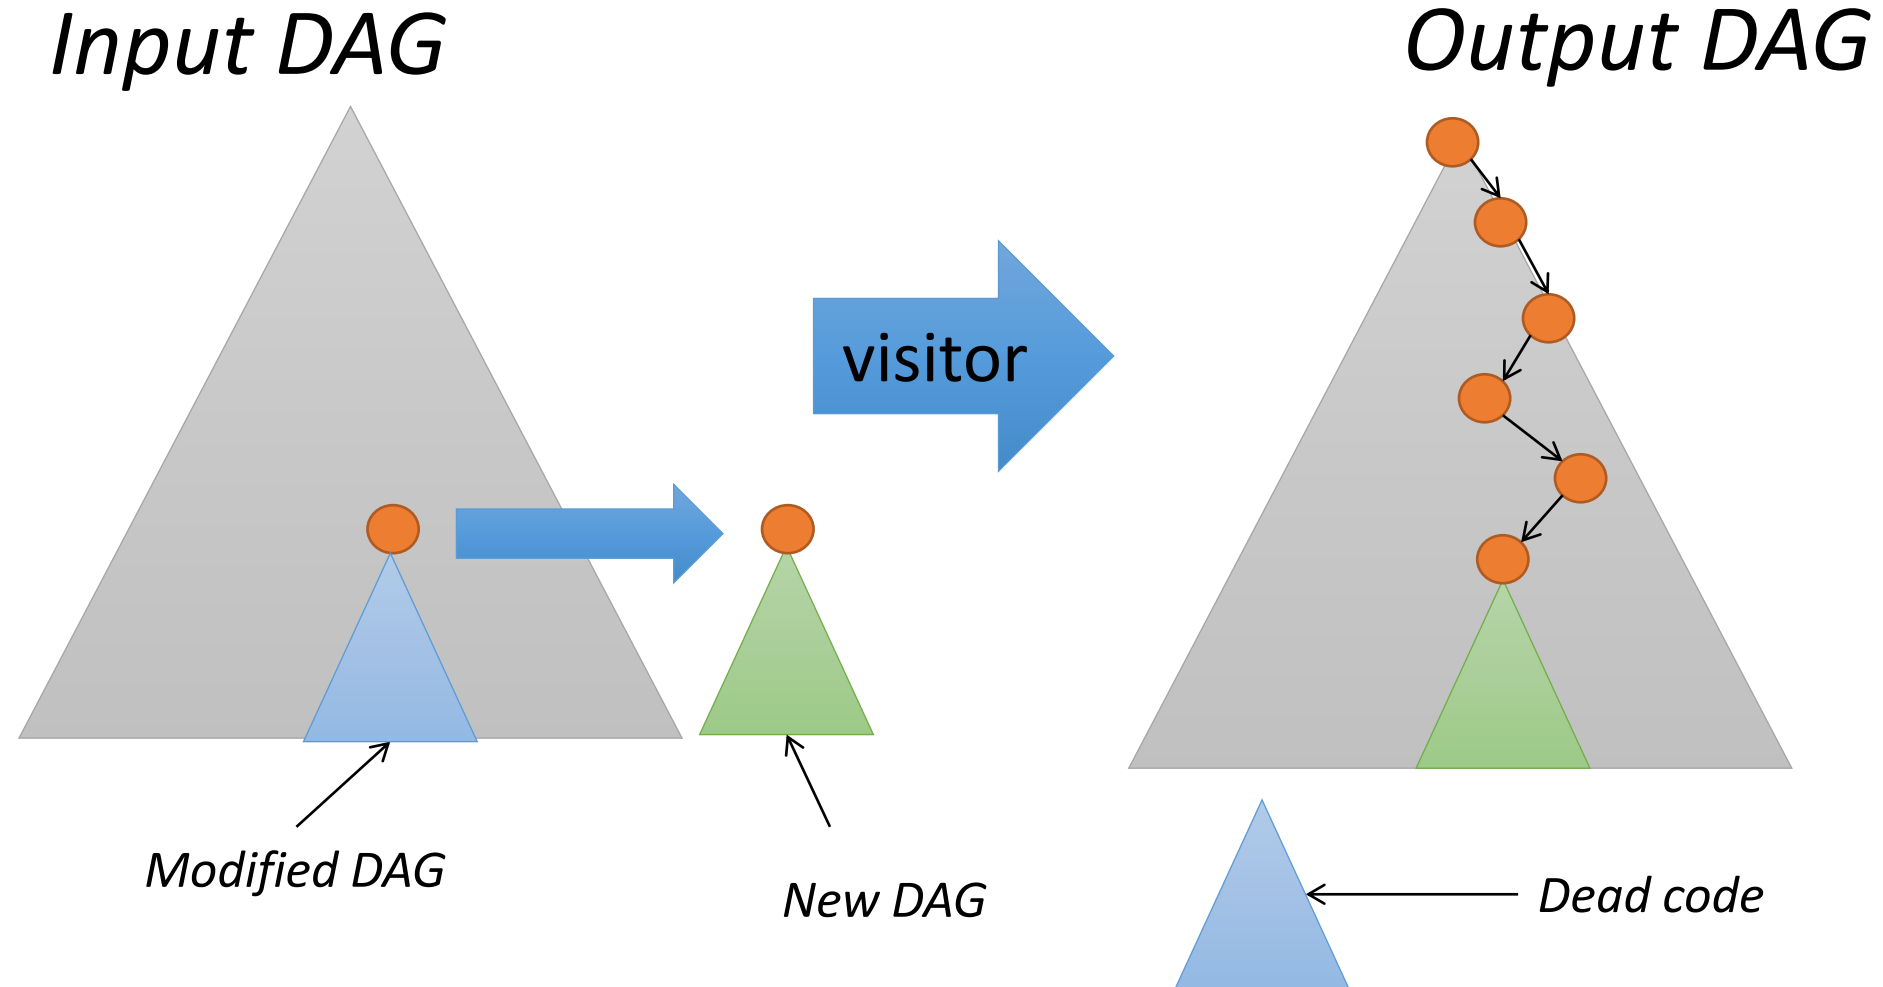 Input DAG
Output DAG
visitor
Modified DAG
New DAG
Dead code